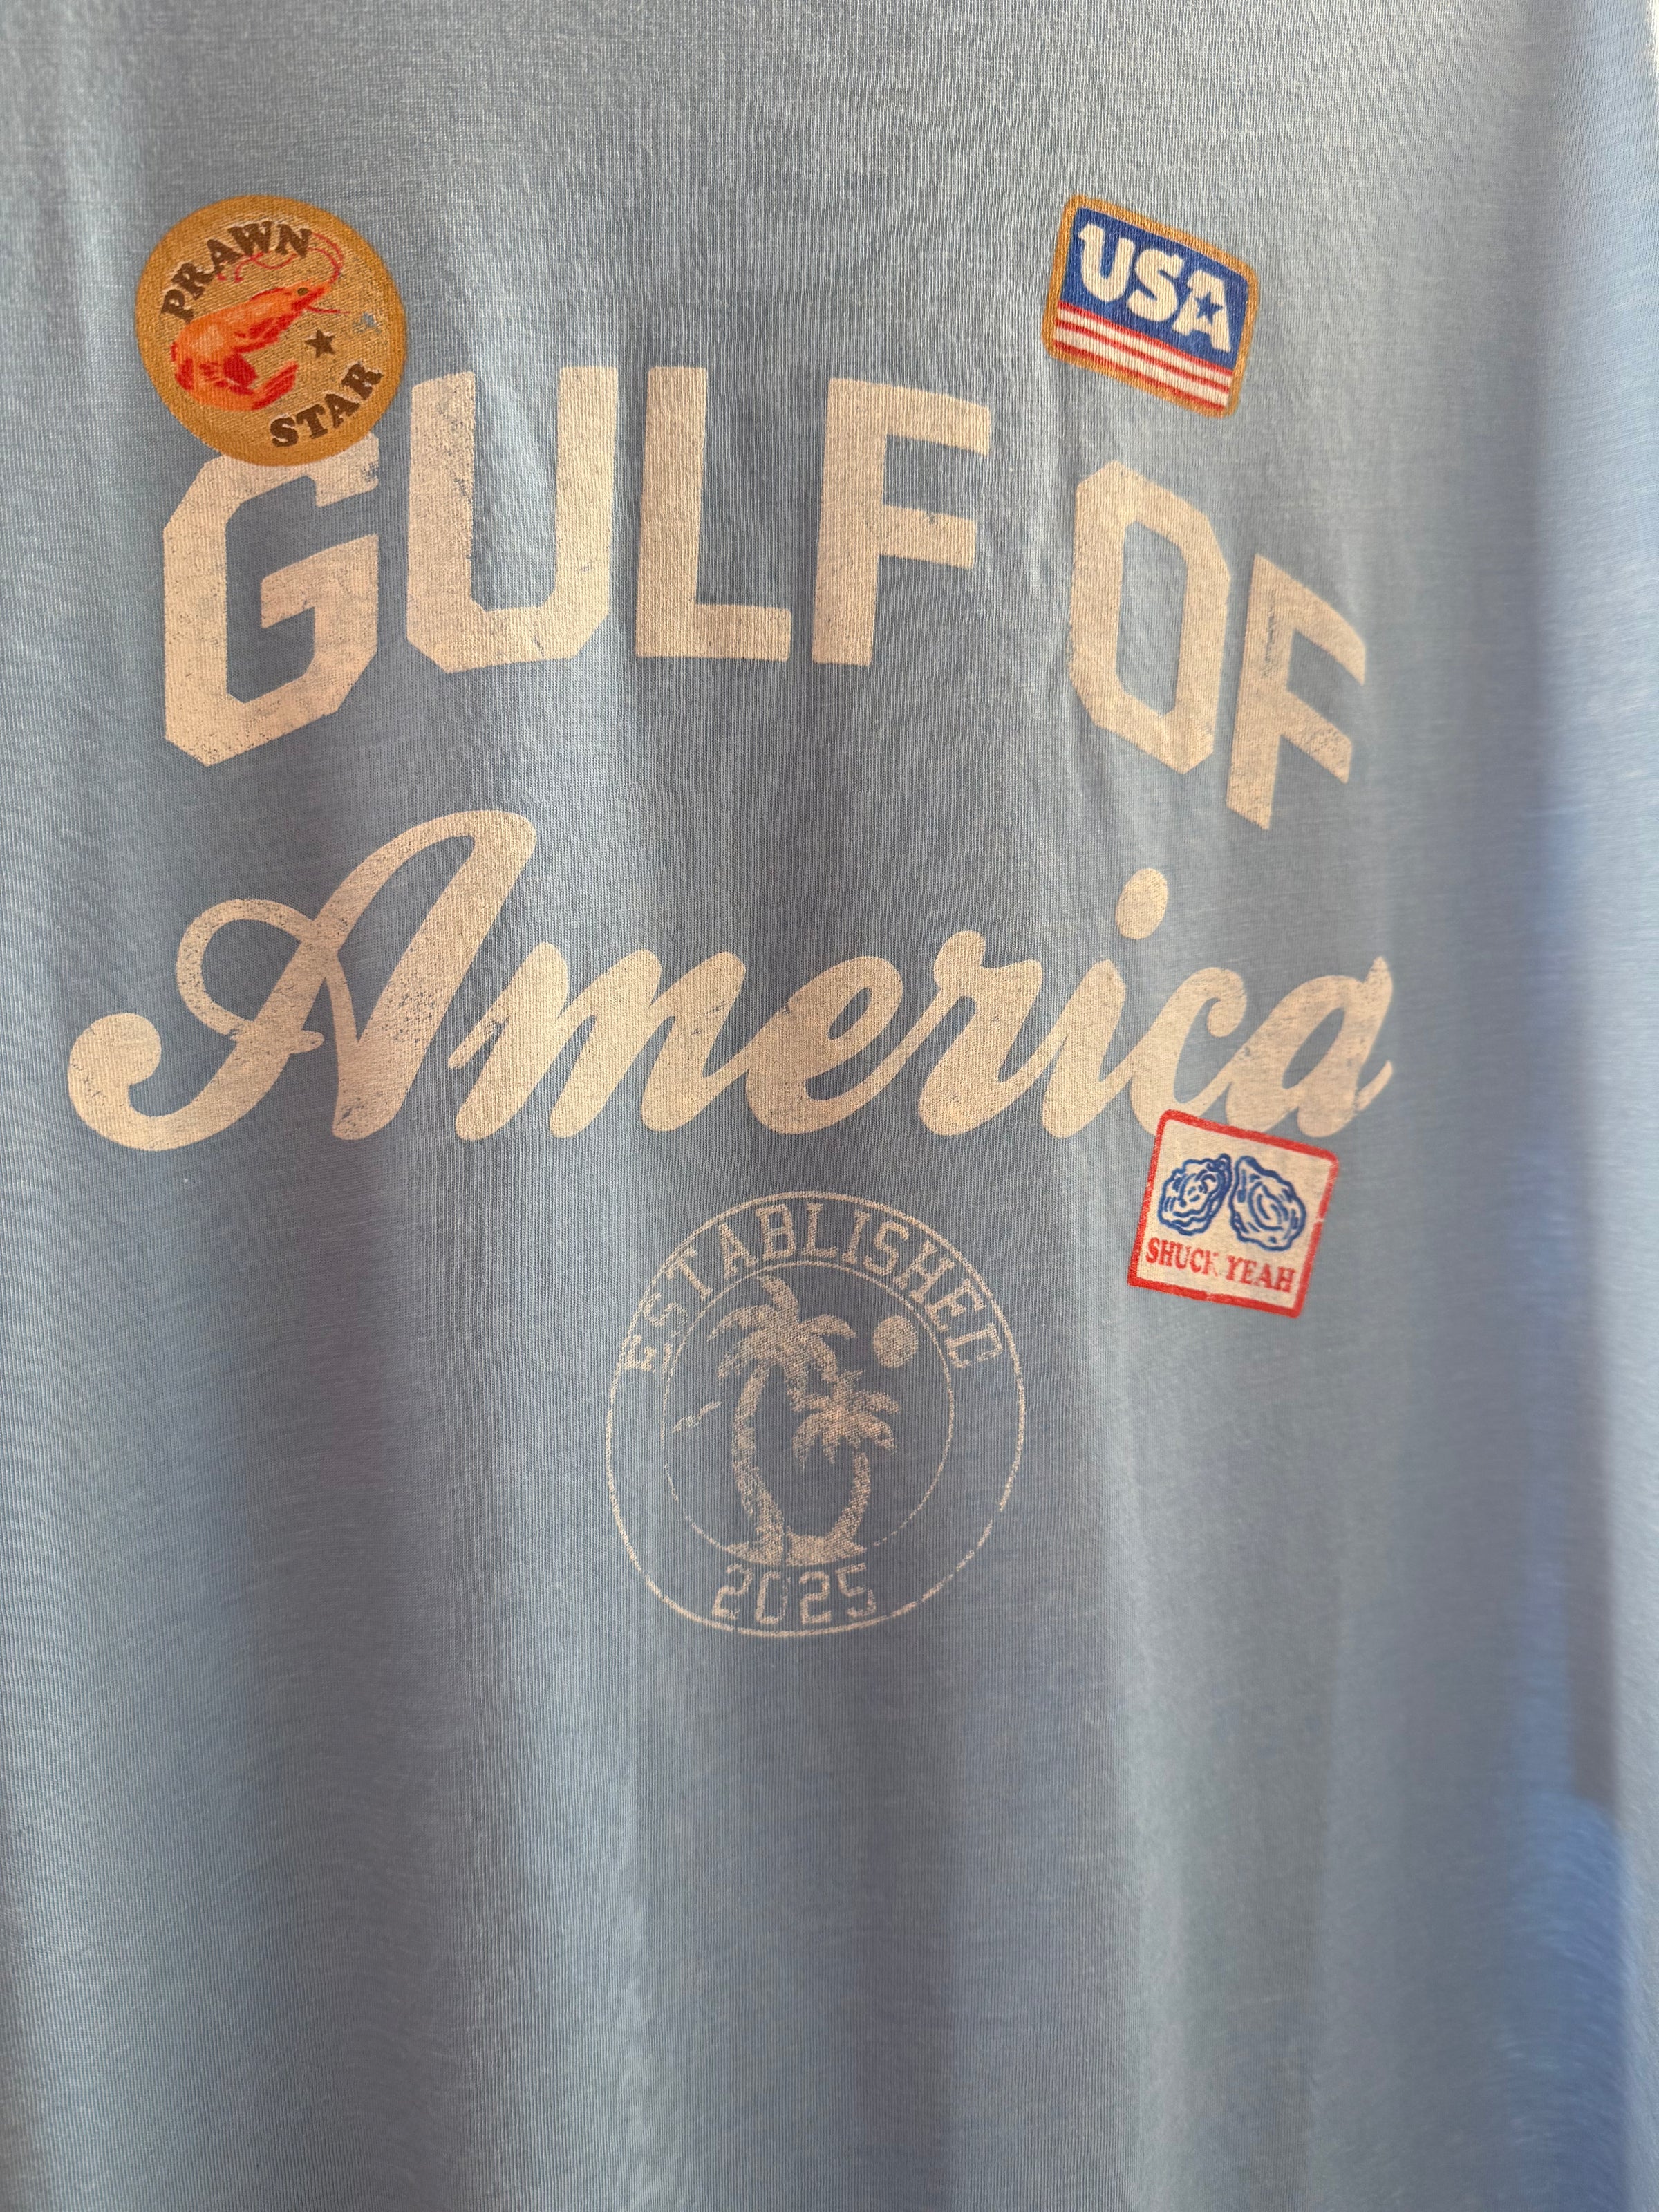 PRAWN
STAR
USA
GULF OF
America
SHUCK YEAH
ESTABLISHED
2025